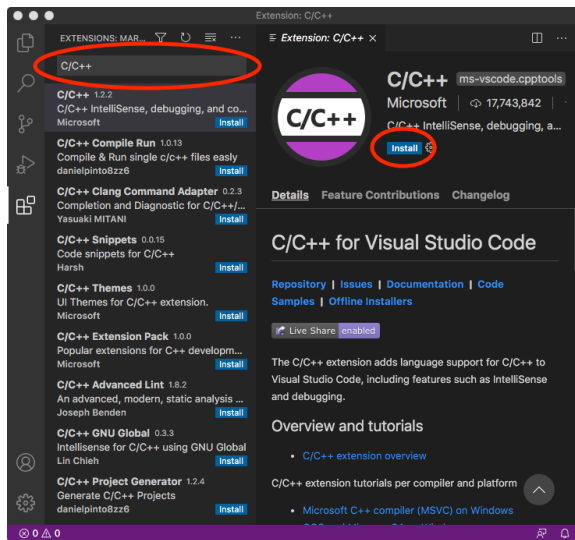 Extension: C/C++
EXTENSIONS: MAR...
Extension: C/C++
C/C++
C/C++ 1.2.2
C/C++ IntelliSense, debugging, and co...
Microsoft Install
C/C++ Compile Run 1.0.13
Compile & Run single c/c++ files easly
danielpinto8zz6 Install
C/C++ Clang Command Adapter 0.2.3
Completion and Diagnostic for C/C++/...
Yasuaki MITANI Install
C/C++ Snippets 0.0.15
Code snippets for C/C++
Harsh Install
C/C++ Themes 1.0.0
UI Themes for C/C++ extension.
Microsoft Install
C/C++ Extension Pack 1.0.0
Popular extensions for C++ developm...
Microsoft Install
C/C++ Advanced Lint 1.8.2
An advanced, modern, static analysis ...
Joseph Benden Install
C/C++ GNU Global 0.3.3
Intellisense for C/C++ using GNU Global
Lin Chieh Install
C/C++ Project Generator 1.2.4
Generate C/C++ Projects
danielpinto8zz6 Install
C/C++
C/C++ ms-vscode.cpptools
Microsoft 17,743,842
C/C++ IntelliSense, debugging, a...
Install
Details Feature Contributions Changelog
C/C++ for Visual Studio Code
Repository | Issues | Documentation | Code
Samples | Offline Installers
Live Share enabled
The C/C++ extension adds language support for C/C++ to
Visual Studio Code, including features such as IntelliSense
and debugging.
Overview and tutorials
• C/C++ extension overview
C/C++ extension tutorials per compiler and platform
• Microsoft C++ compiler (MSVC) on Windows
0 0